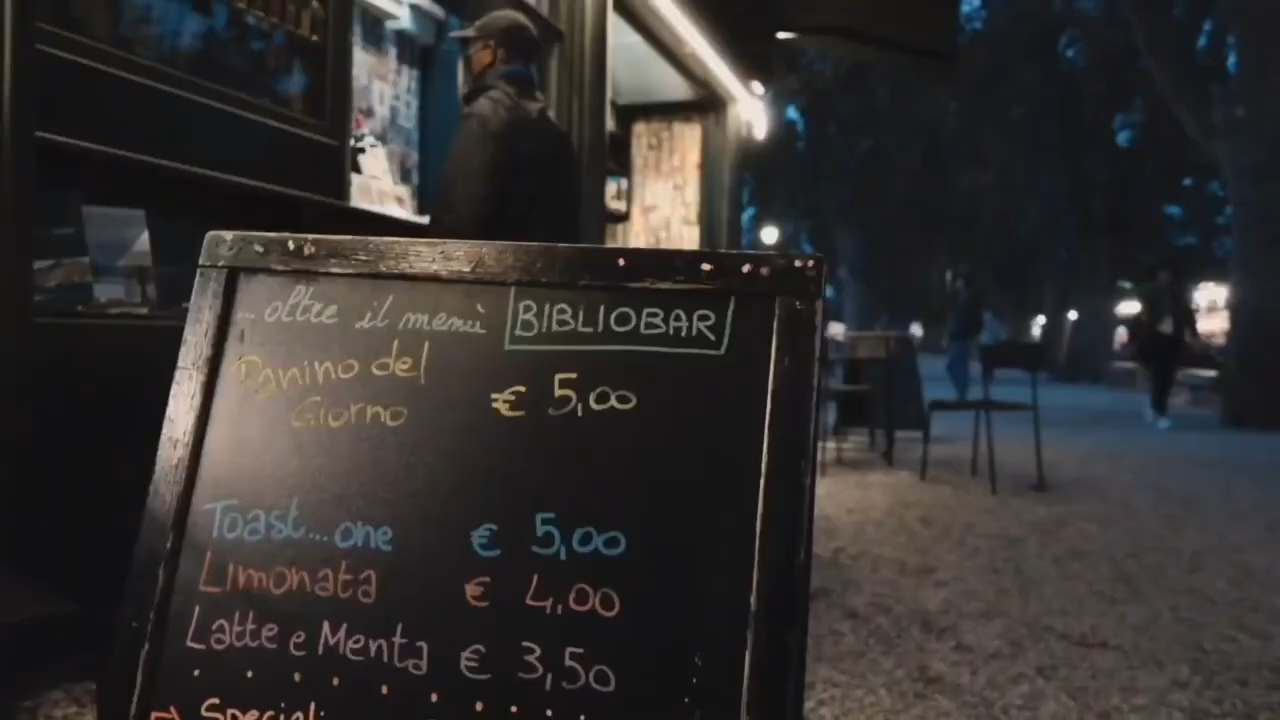 ...oltre il menù BIBLIOBAR
Panino del
Giorno € 5,00
Toast...one € 5,00
Limonata € 4,00
Latte e Menta € 3,50
Speciali